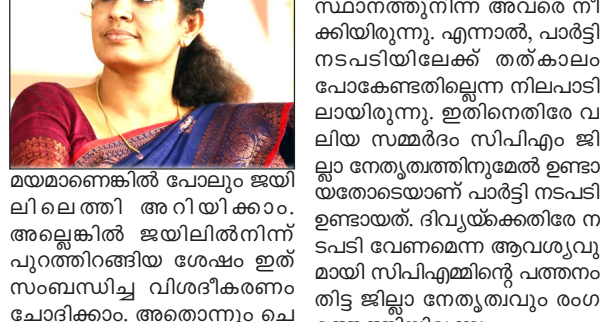 മയമാണെങ്കിൽ പോലും ജയി
ലിലെത്തി അറിയിക്കാം.
അല്ലെങ്കിൽ ജയിലിൽനിന്ന്
പുറത്തിറങ്ങിയ ശേഷം ഇത്
സംബന്ധിച്ച വിശദീകരണം
ചോദിക്കാം. അതൊന്നും ചെ
സ്ഥാനത്തുനിന്ന് അവരെ നീ
ക്കിയിരുന്നു. എന്നാൽ, പാർട്ടി
നടപടിയിലേക്ക് തത്കാലം
പോകേണ്ടതില്ലെന്ന നിലപാടി
ലായിരുന്നു. ഇതിനെതിരേ വ
ലിയ സമ്മർദം സിപിഎം ജി
ല്ലാ നേതൃത്വത്തിനുമേൽ ഉണ്ടാ
യതോടെയാണ് പാർട്ടി നടപടി
ഉണ്ടായത്. ദിവ്യയ്ക്കെതിരേ ന
ടപടി വേണമെന്ന ആവശ്യവു
മായി സിപിഎമ്മിന്റെ പത്തനം
തിട്ട ജില്ലാ നേതൃത്വവും രംഗ